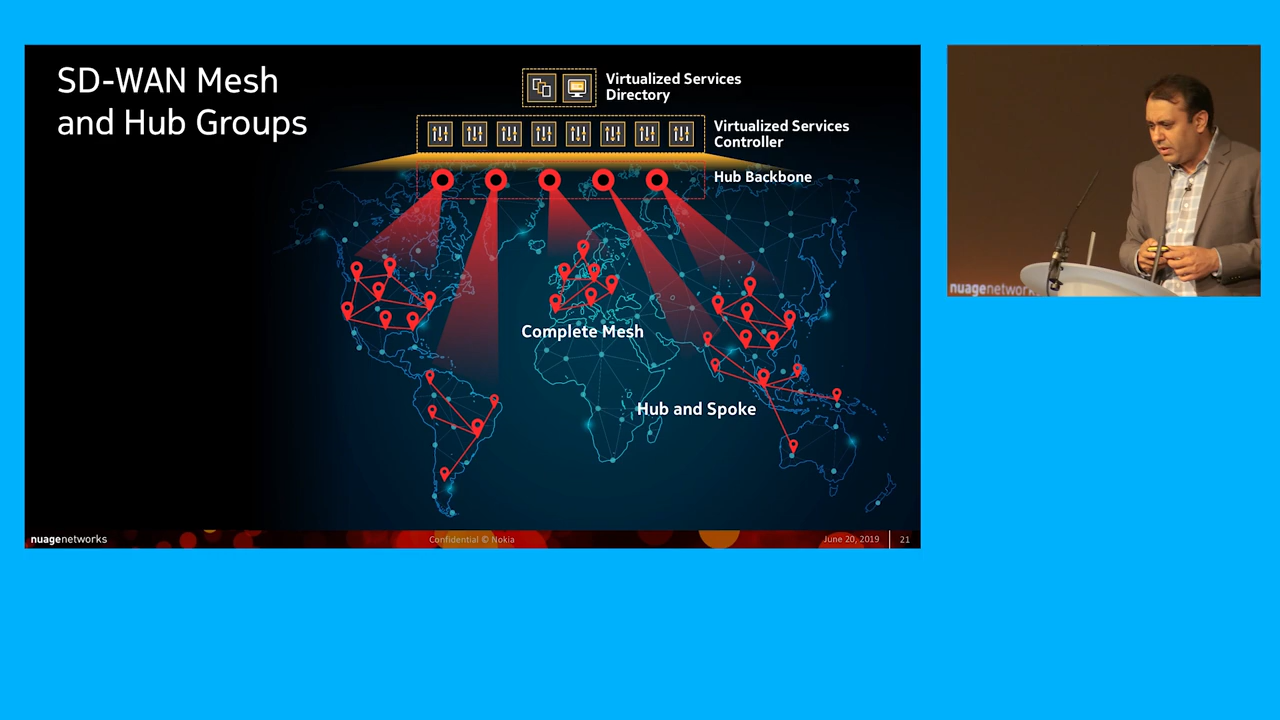 SD-WAN Mesh
and Hub Groups
Virtualized Services
Directory
Virtualized Services
Controller
Hub Backbone
Complete Mesh
Hub and Spoke
nuagenetworks
Confidential © Nokia
June 20, 2019
21
nuagenetworks